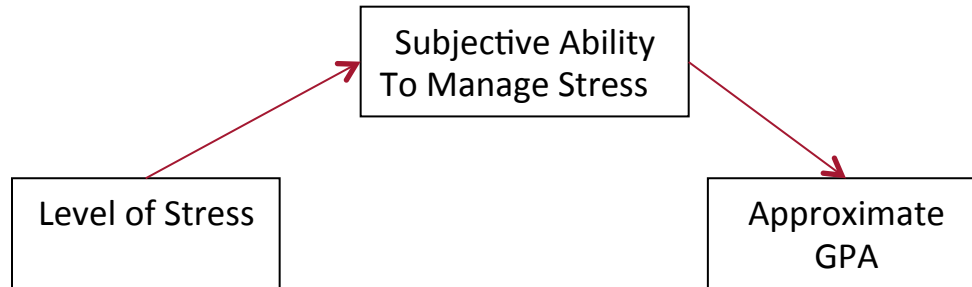 Subjective Ability
To Manage Stress
Level of Stress
Approximate
GPA